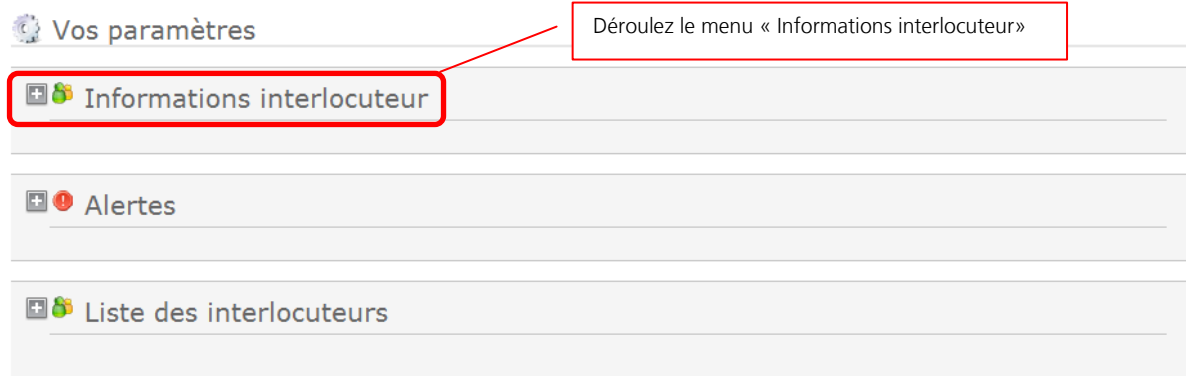 Vos paramètres
Déroulez le menu « Informations interlocuteur»
Informations interlocuteur
Alertes
Liste des interlocuteurs